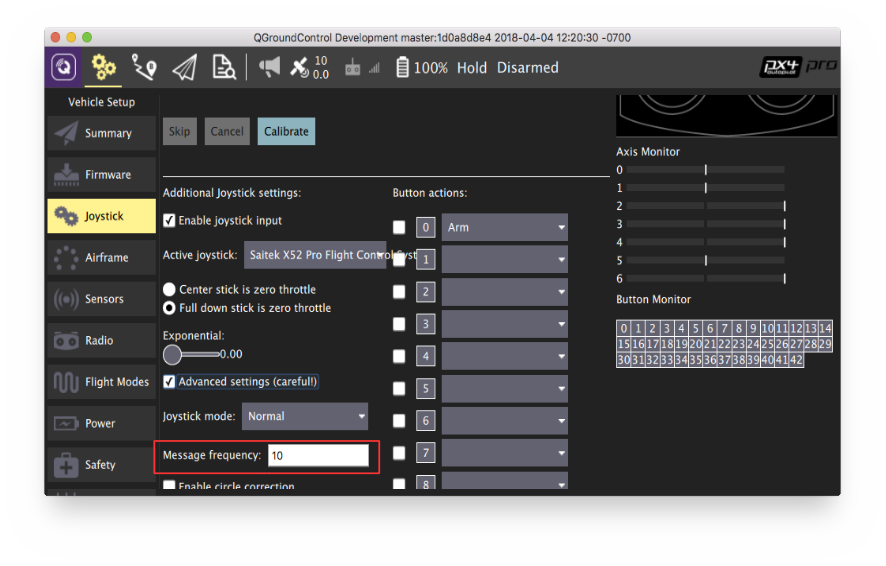 QGroundControl Development master:1d0a8d8e4 2018-04-04 12:20:30 -0700
10
0.0
100% Hold Disarmed
px4 pro
autopilot
Vehicle Setup
Summary
Firmware
Joystick
Airframe
Sensors
Radio
Flight Modes
Power
Safety
Skip Cancel Calibrate
Additional Joystick settings:
Enable joystick input
Active joystick: Saitek X52 Pro Flight Control Syst
Center stick is zero throttle
Full down stick is zero throttle
Exponential:
0.00
Advanced settings (careful!)
Joystick mode: Normal
Message frequency: 10
Enable circle correction
Button actions:
0 Arm
1
2
3
4
5
6
7
8
Axis Monitor
0
1
2
3
4
5
6
Button Monitor
0 1 2 3 4 5 6 7 8 9 10 11 12 13 14
15 16 17 18 19 20 21 22 23 24 25 26 27 28 29
30 31 32 33 34 35 36 37 38 39 40 41 42